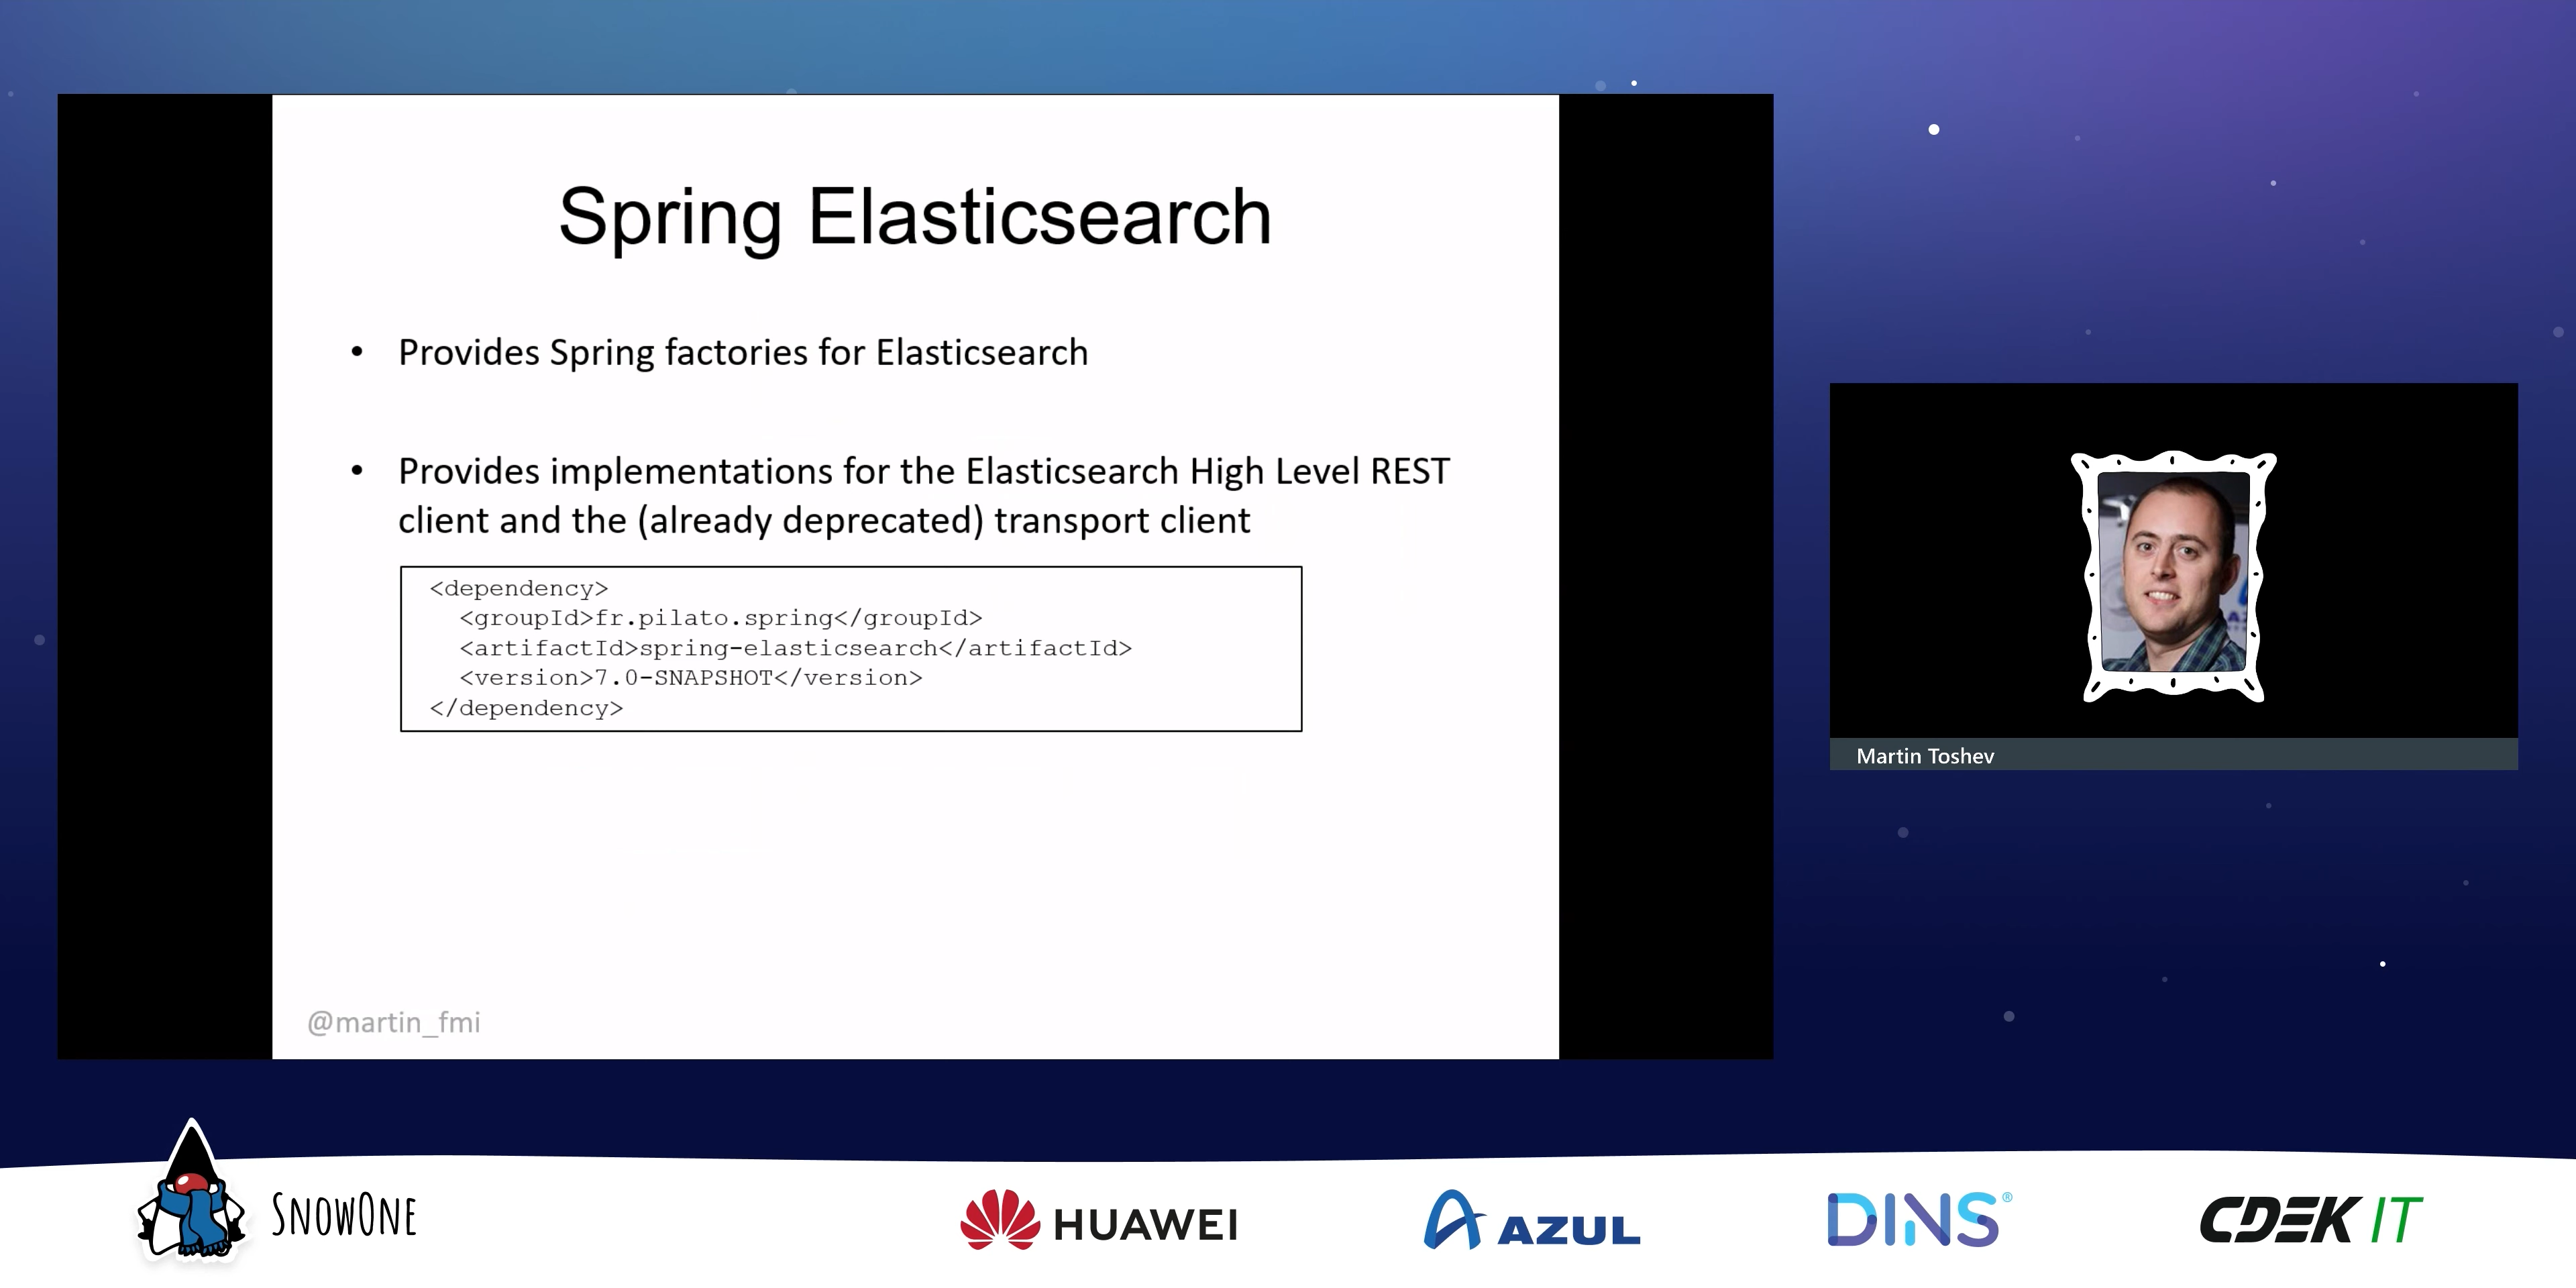 Spring Elasticsearch
• Provides Spring factories for Elasticsearch
• Provides implementations for the Elasticsearch High Level REST
client and the (already deprecated) transport client
<dependency>
<groupId>fr.pilato.spring</groupId>
<artifactId>spring-elasticsearch</artifactId>
<version>7.0-SNAPSHOT</version>
</dependency>
@martin_fmi
Martin Toshev
SNOWONE
HUAWEI
AZUL
DINS®
CDEK IT